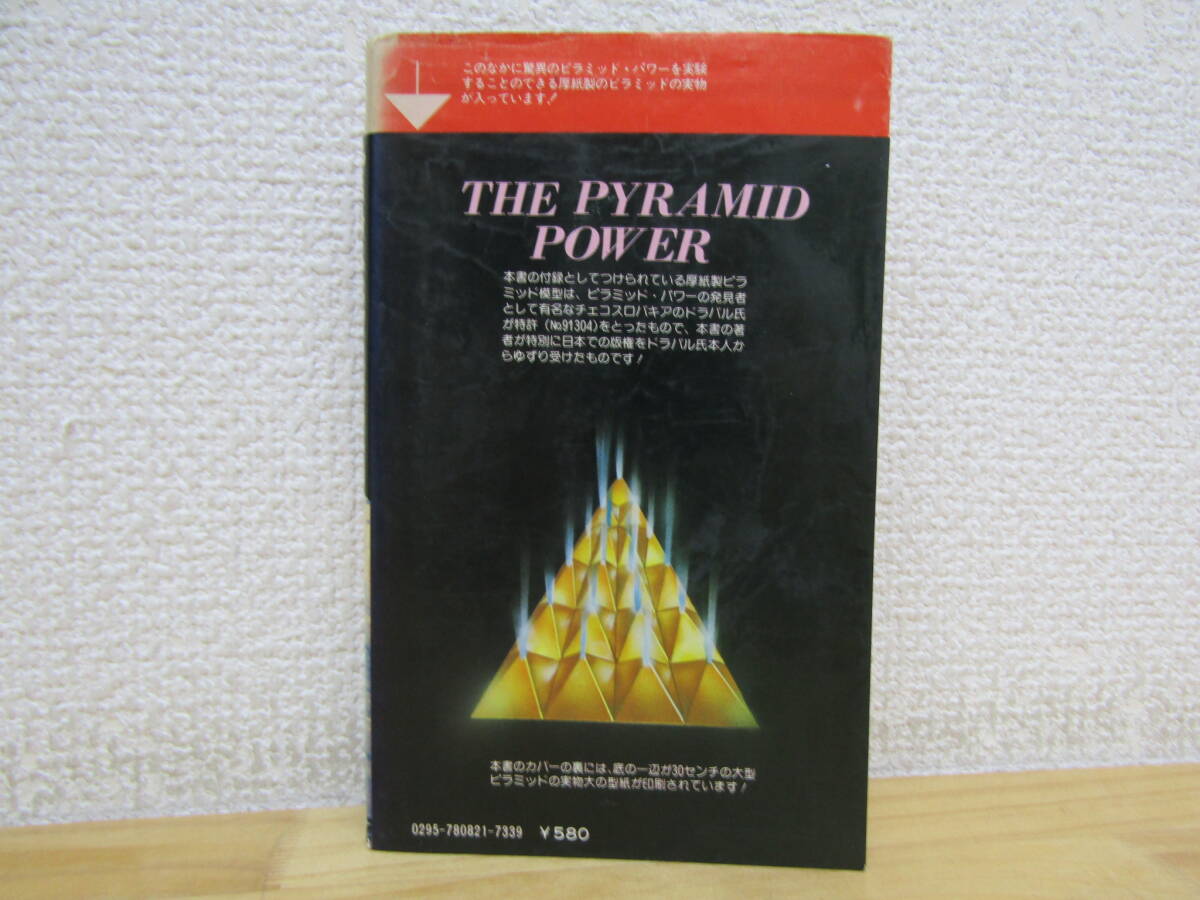 このなかに驚異のピラミッド・パワーを実験
することのできる厚紙製のピラミッドの実物
が入っています!
THE PYRAMID
POWER
本書の付録としてつけられている厚紙製ピラ
ミッド模型は、ピラミッド・パワーの発見者
として有名なチェコスロバキアのドラバル氏
が特許(No91304)をとったもので、本書の著
者が特別に日本での版権をドラバル氏本人か
らゆずり受けたものです!
本書のカバーの裏には、底の一辺が30センチの大型
ピラミッドの実物大の型紙が印刷されています!
0295-780821-7339 ¥580